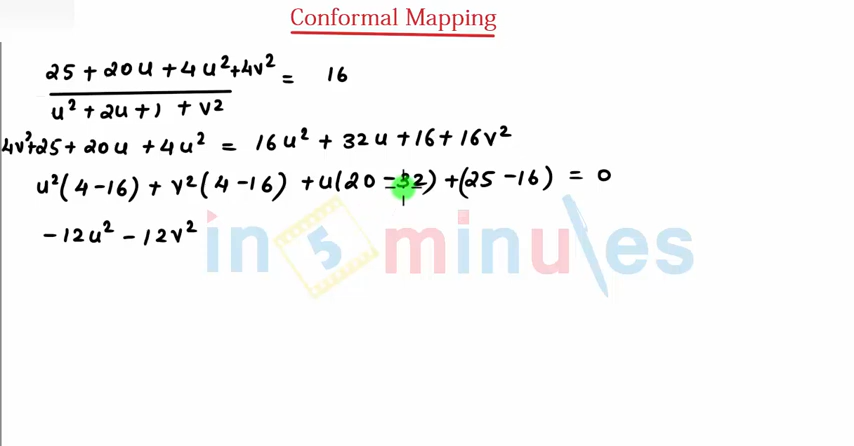 Conformal Mapping
25 + 20u + 4u² + 4v² / u² + 2u + 1 + v² = 16
4v² + 25 + 20u + 4u² = 16u² + 32u + 16 + 16v²
u²(4 - 16) + v²(4 - 16) + u(20 - 32) + (25 - 16) = 0
- 12u² - 12v²
in 5 minutes